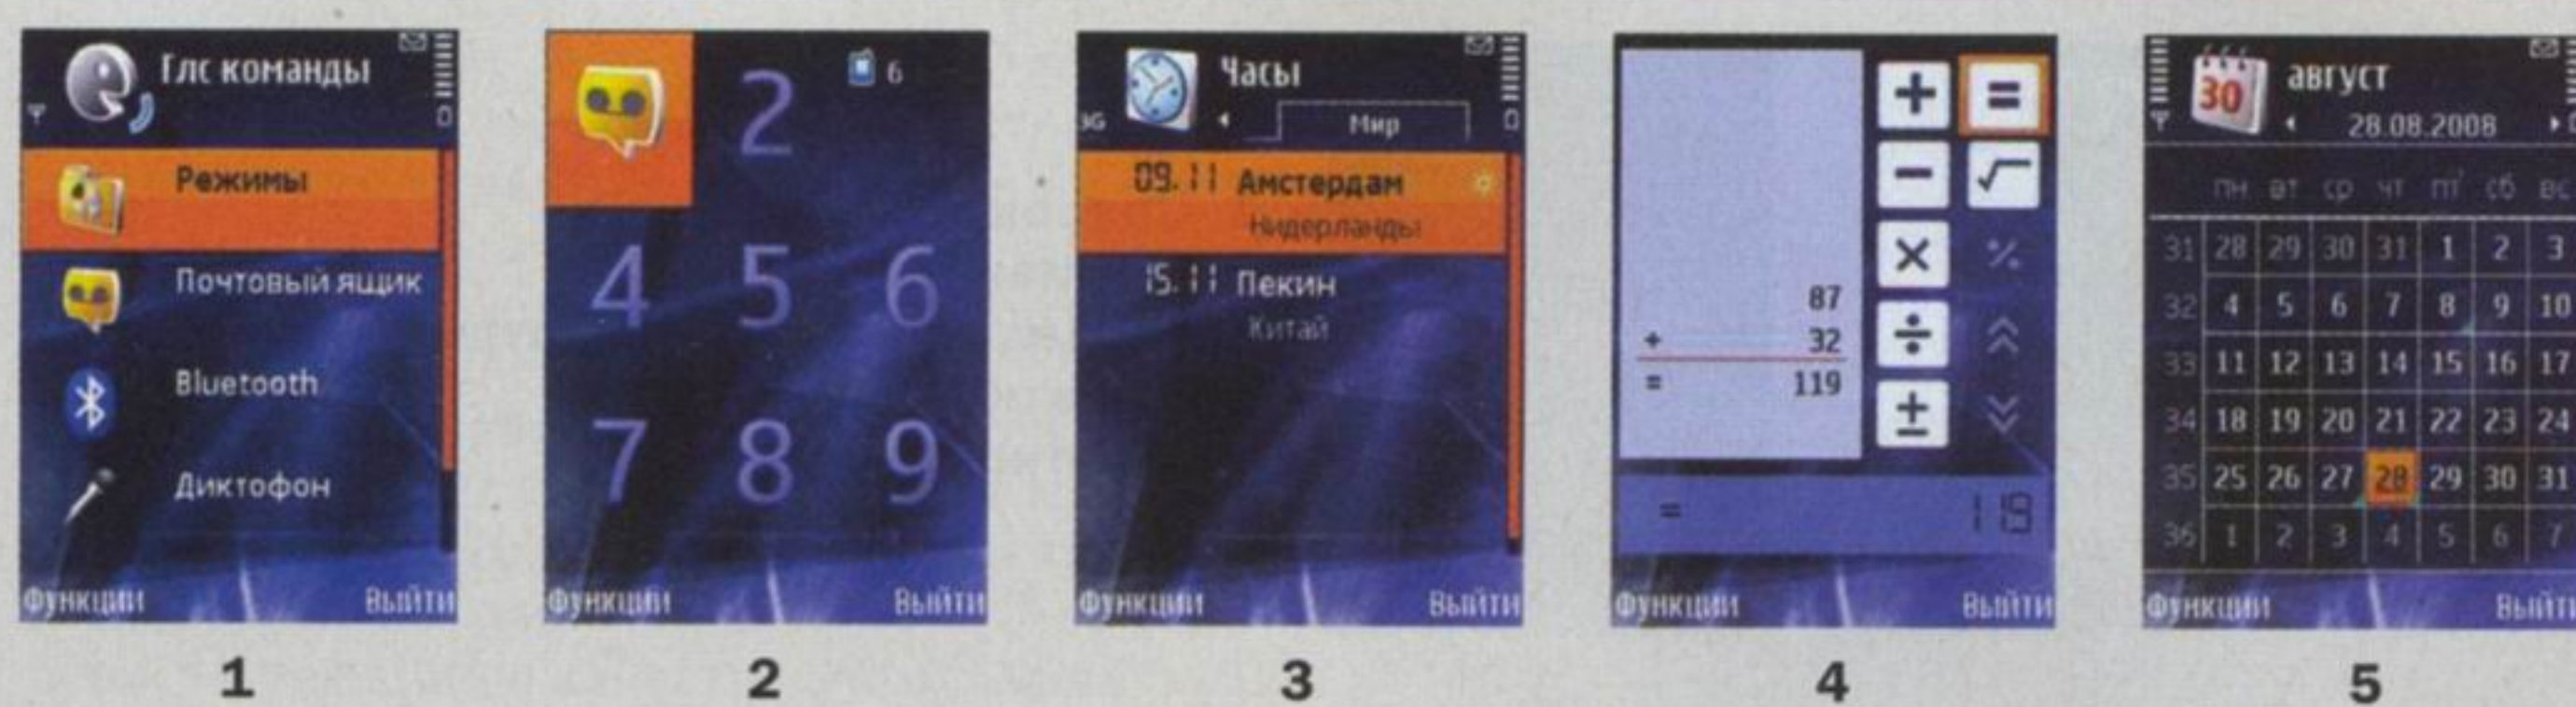 Глс команды
Режимы
Почтовый ящик
Bluetooth
Диктофон
Функции Выйти
1
2 6
4 5 6
7 8 9
Функции Выйти
2
Часы
3G Мир
09.11 Амстердам
Нидерланды
15.11 Пекин
Китай
Функции Выйти
3
+ =
- √
× %
÷
±
87
+ 32
= 119
= 119
Функции Выйти
4
30 август
28.08.2008
пн вт ср чт пт сб вс
31 28 29 30 31 1 2 3
32 4 5 6 7 8 9 10
33 11 12 13 14 15 16 17
34 18 19 20 21 22 23 24
35 25 26 27 28 29 30 31
36 1 2 3 4 5 6 7
Функции Выйти
5